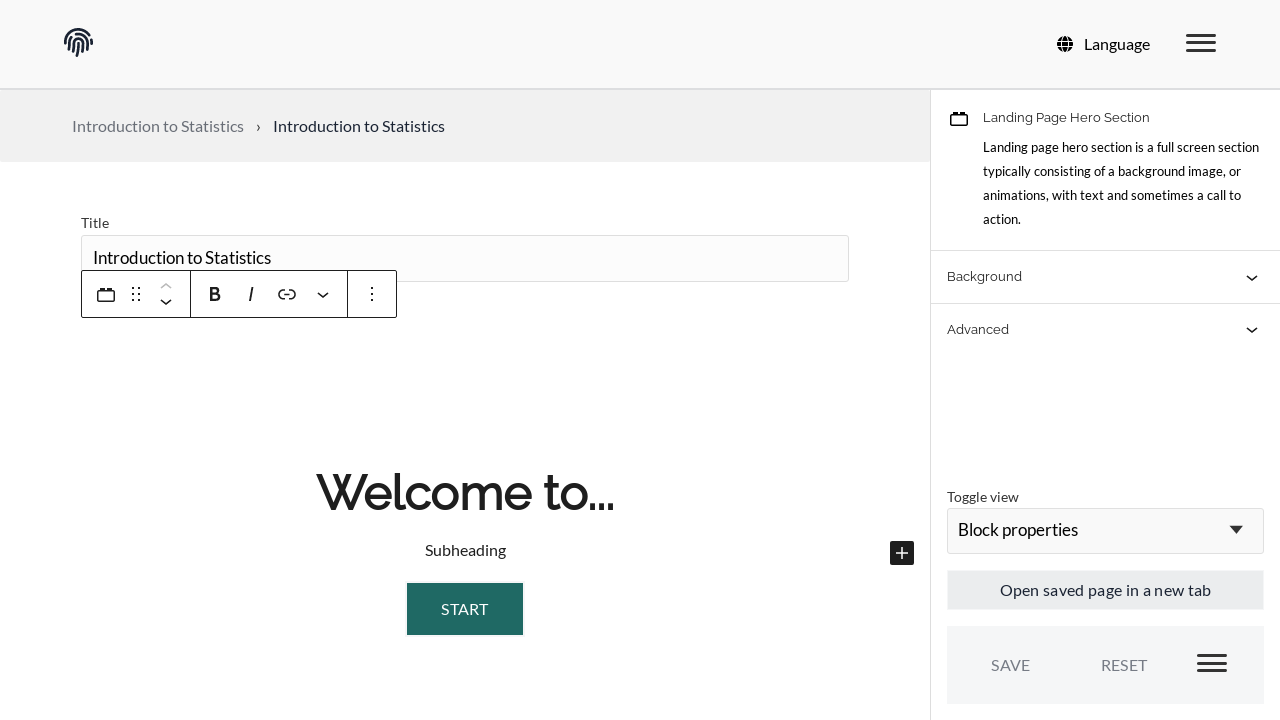 Language
Introduction to Statistics › Introduction to Statistics
Title
Introduction to Statistics
B I
Welcome to...
Subheading
START
Landing Page Hero Section
Landing page hero section is a full screen section
typically consisting of a background image, or
animations, with text and sometimes a call to
action.
Background
Advanced
Toggle view
Block properties
Open saved page in a new tab
SAVE RESET